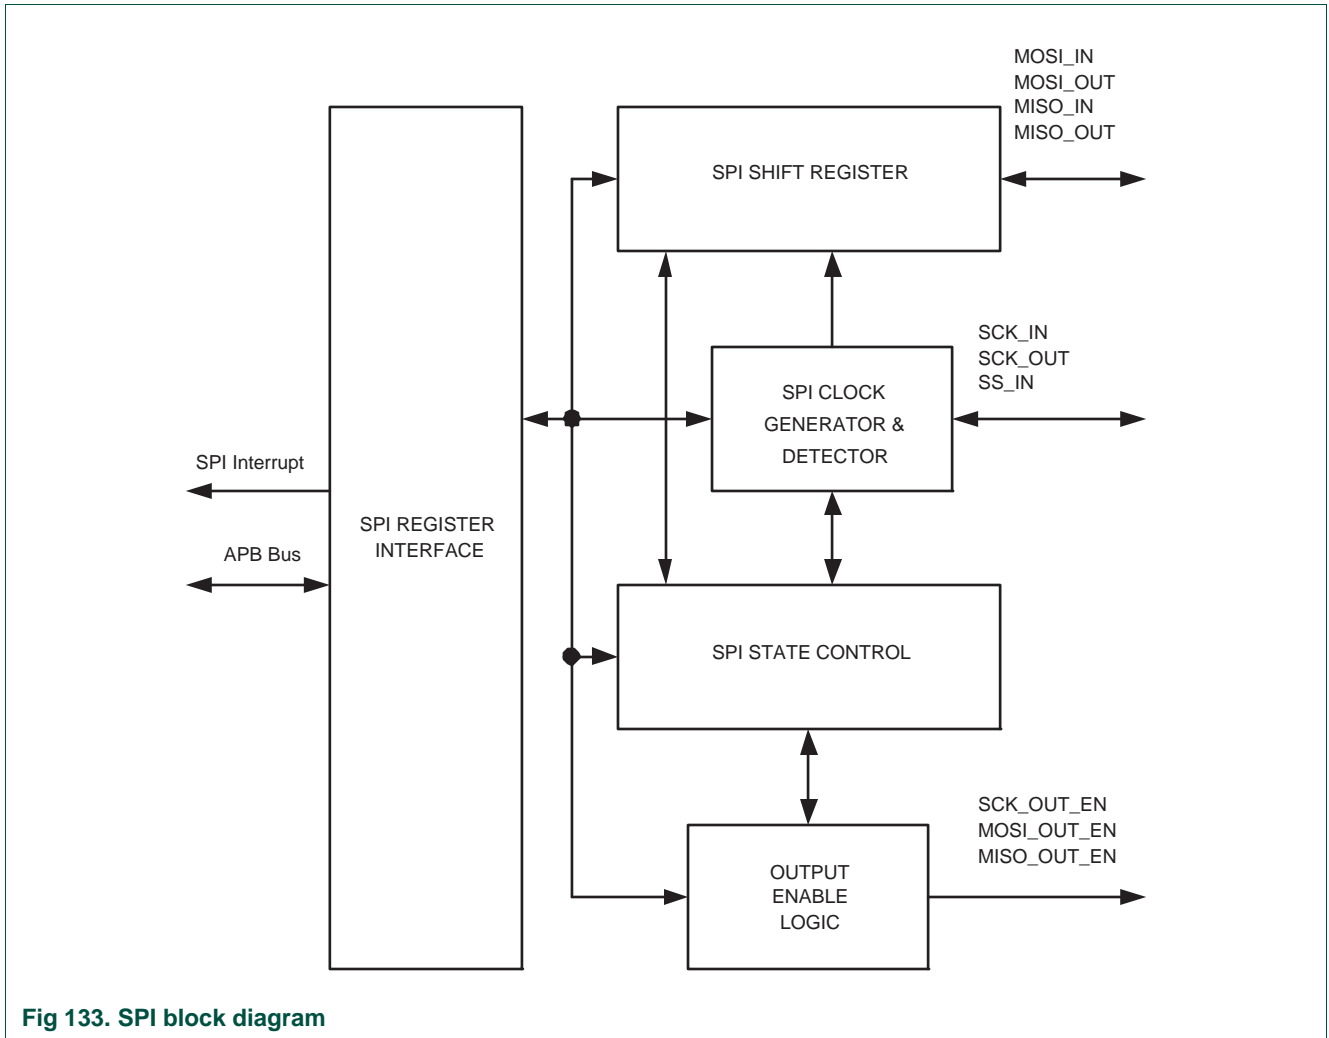 MOSI_IN
MOSI_OUT
MISO_IN
MISO_OUT
SPI SHIFT REGISTER
SCK_IN
SCK_OUT
SS_IN
SPI CLOCK
GENERATOR &
DETECTOR
SPI Interrupt
APB Bus
SPI REGISTER
INTERFACE
SPI STATE CONTROL
SCK_OUT_EN
MOSI_OUT_EN
MISO_OUT_EN
OUTPUT
ENABLE
LOGIC
Fig 133. SPI block diagram